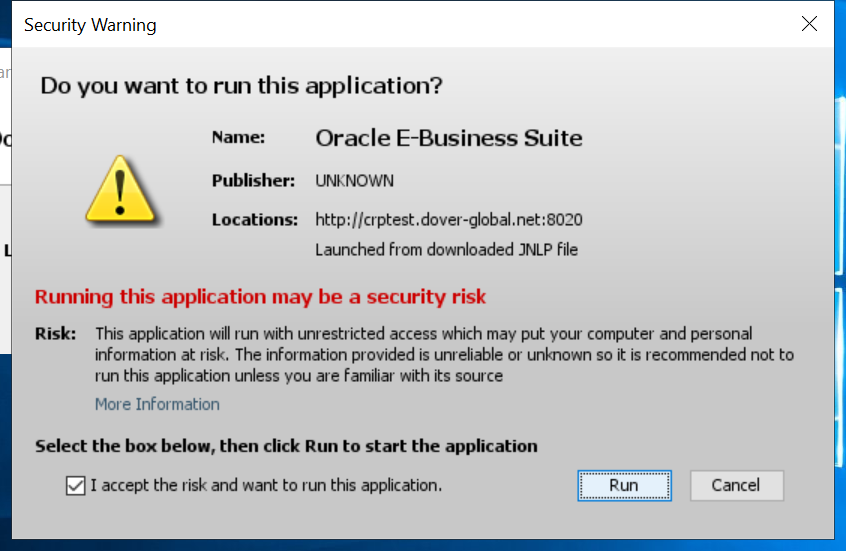 Security Warning
Do you want to run this application?
Name: Oracle E-Business Suite
Publisher: UNKNOWN
Locations: http://crptest.dover-global.net:8020
Launched from downloaded JNLP file
Running this application may be a security risk
Risk: This application will run with unrestricted access which may put your computer and personal
information at risk. The information provided is unreliable or unknown so it is recommended not to
run this application unless you are familiar with its source
More Information
Select the box below, then click Run to start the application
I accept the risk and want to run this application.
Run Cancel